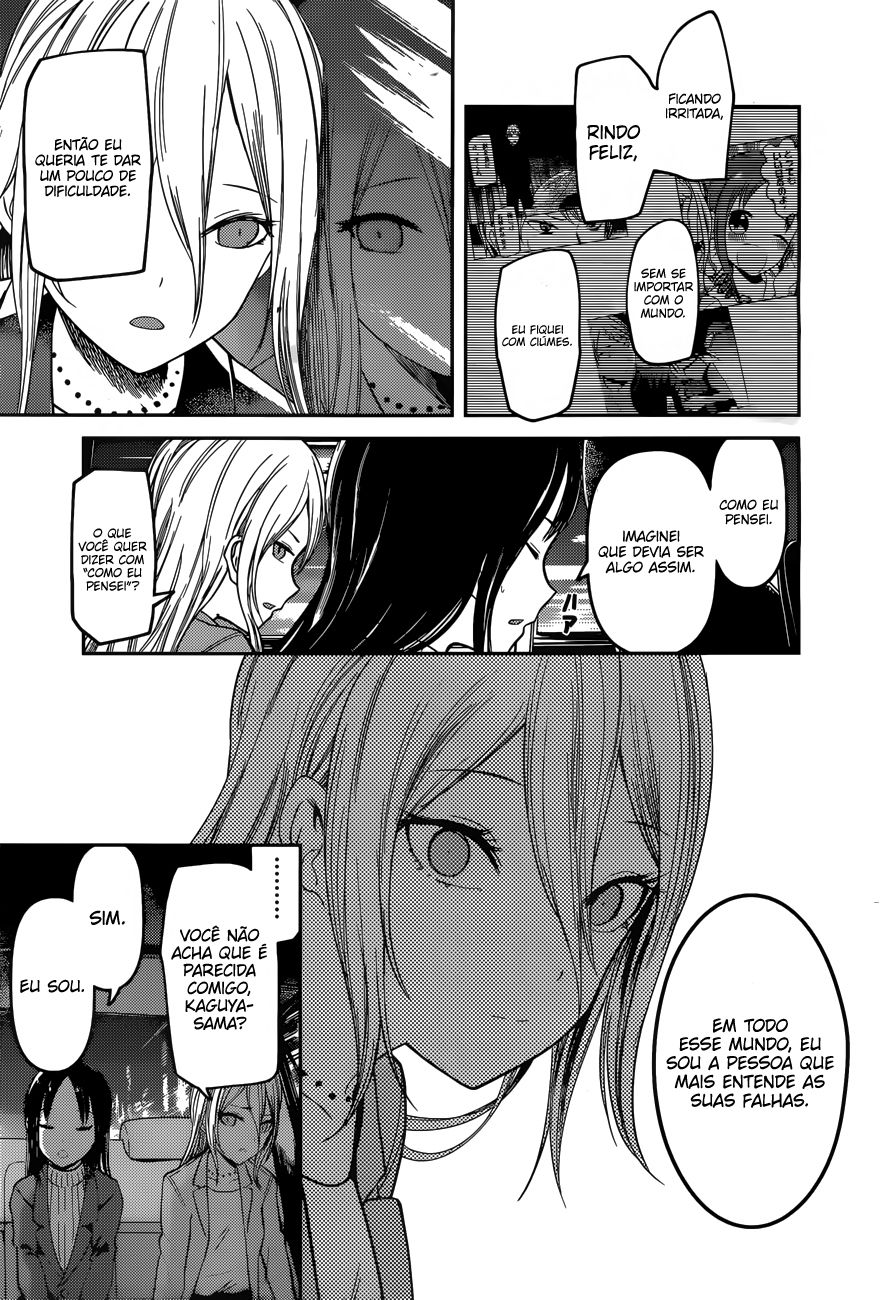 FICANDO
IRRITADA,
RINDO
FELIZ,
SEM SE
IMPORTAR
COM O
MUNDO.
EU FIQUEI
COM CIÚMES.
ENTÃO EU
QUERIA TE DAR
UM POUCO DE
DIFICULDADE.
COMO EU
PENSEI.
IMAGINEI
QUE DEVIA SER
ALGO ASSIM.
ハァ
O QUE
VOCÊ QUER
DIZER COM
"COMO EU
PENSEI"?
EM TODO
ESSE MUNDO, EU
SOU A PESSOA QUE
MAIS ENTENDE AS
SUAS FALHAS.
........
VOCÊ NÃO
ACHA QUE É
PARECIDA
COMIGO,
KAGUYA-
SAMA?
SIM.
EU SOU.